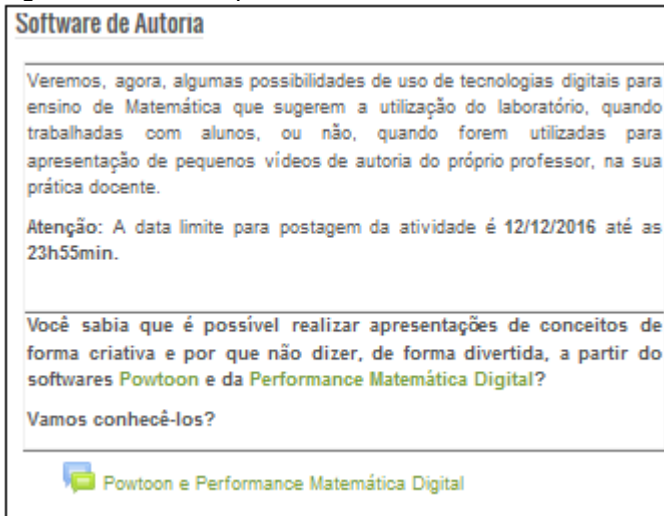 Software de Autoria
Veremos, agora, algumas possibilidades de uso de tecnologias digitais para
ensino de Matemática que sugerem a utilização do laboratório, quando
trabalhadas com alunos, ou não, quando forem utilizadas para
apresentação de pequenos vídeos de autoria do próprio professor, na sua
prática docente.
Atenção: A data limite para postagem da atividade é 12/12/2016 até as
23h55min.
Você sabia que é possível realizar apresentações de conceitos de
forma criativa e por que não dizer, de forma divertida, a partir do
softwares Powtoon e da Performance Matemática Digital?
Vamos conhecê-los?
Powtoon e Performance Matemática Digital